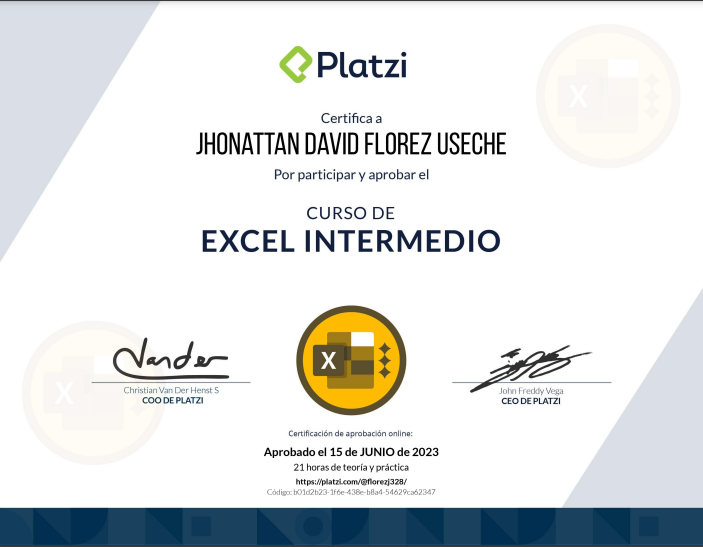 Platzi
Certifica a
JHONATTAN DAVID FLOREZ USECHE
Por participar y aprobar el
CURSO DE
EXCEL INTERMEDIO
X
Vander
Christian Van Der Henst S
COO DE PLATZI
John Freddy Vega
CEO DE PLATZI
Certificación de aprobación online:
Aprobado el 15 de JUNIO de 2023
21 horas de teoría y práctica
https://platzi.com/@florezj328/
Código: b01d2b23-1f6e-438e-b8a4-54629ca62347